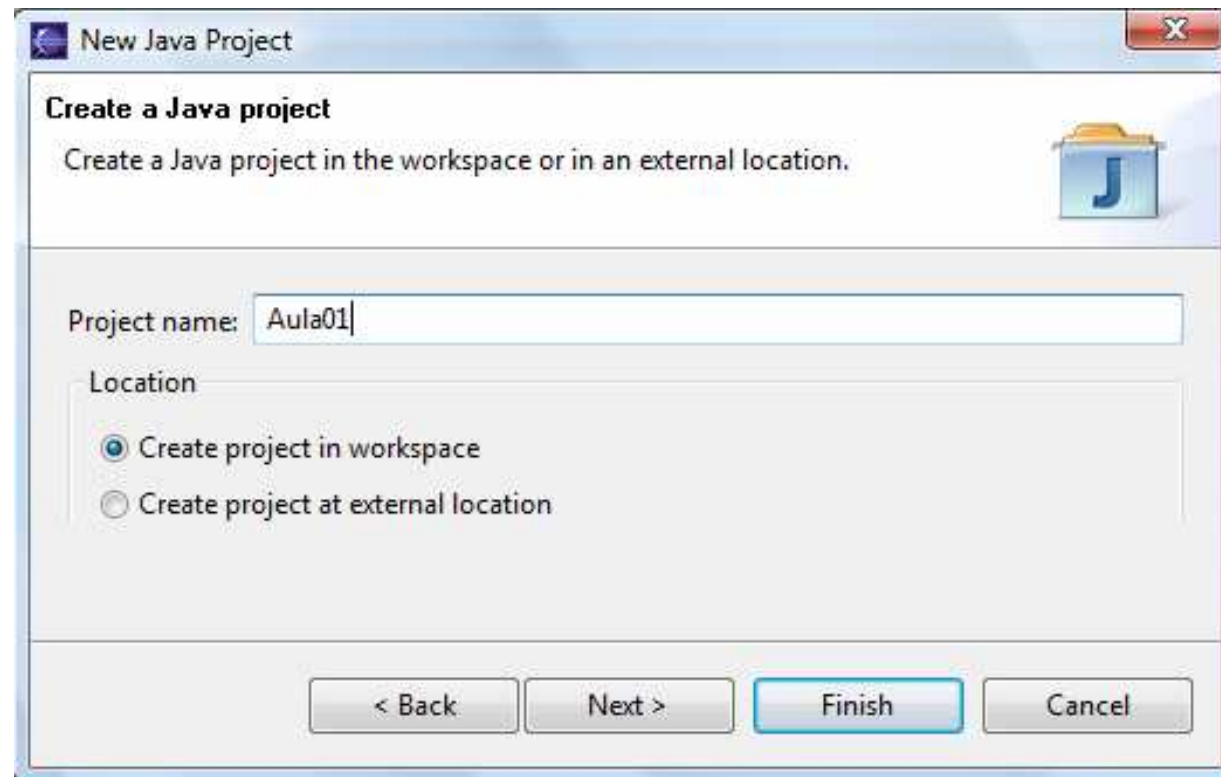 New Java Project
Create a Java project
Create a Java project in the workspace or in an external location.
J
Project name: Aula01
Location
Create project in workspace
Create project at external location
< Back Next > Finish Cancel